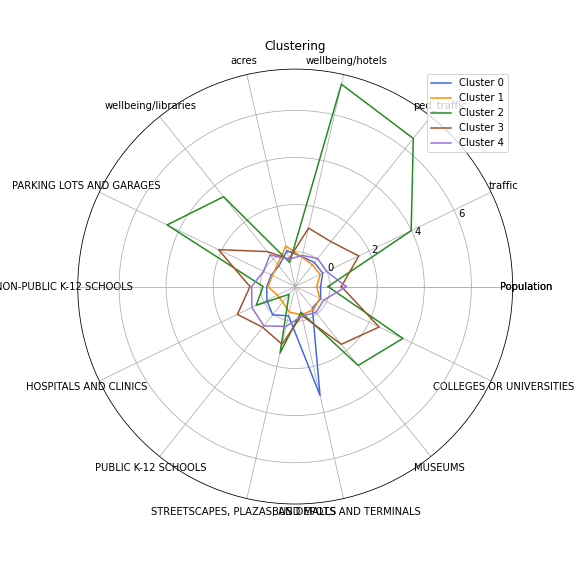 Clustering
acres
wellbeing/hotels
Cluster 0
Cluster 1
Cluster 2
Cluster 3
Cluster 4
wellbeing/libraries
ped_traffic
PARKING LOTS AND GARAGES
traffic
6
4
2
0
NON-PUBLIC K-12 SCHOOLS
Population
HOSPITALS AND CLINICS
COLLEGES OR UNIVERSITIES
PUBLIC K-12 SCHOOLS
MUSEUMS
STREETSCAPES, PLAZAS, AND MALLS
BUS DEPOTS AND TERMINALS